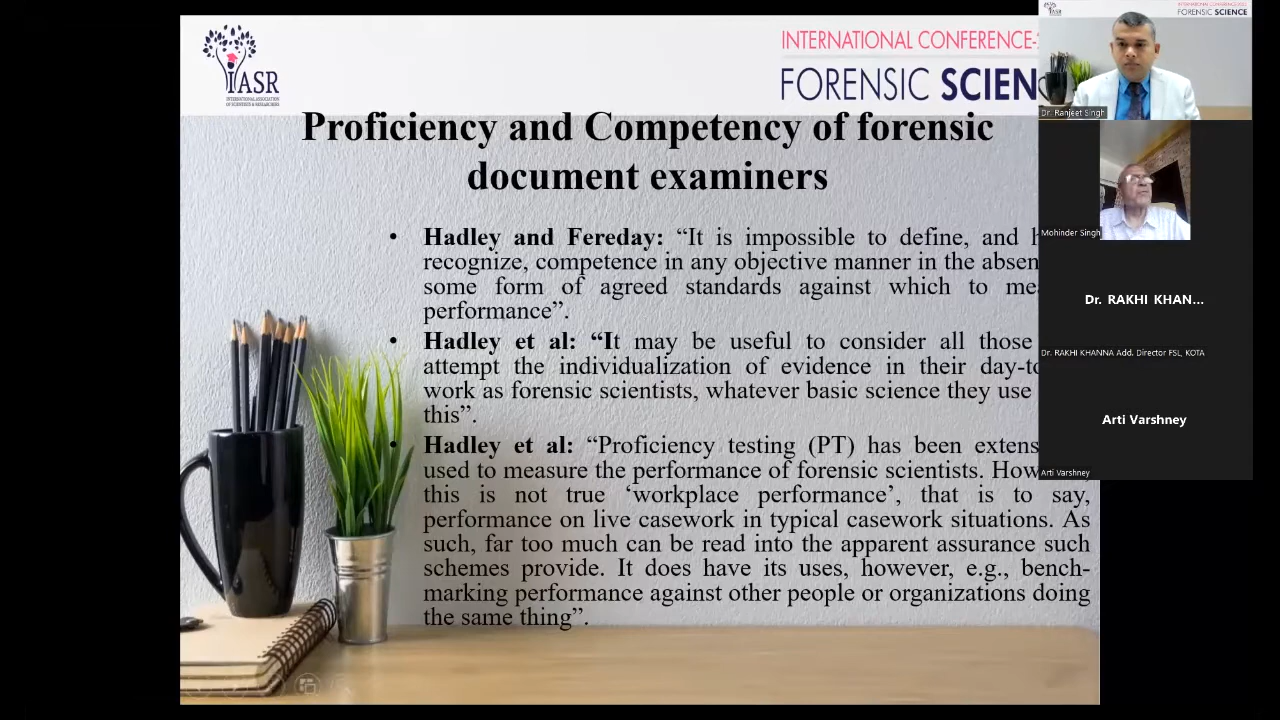 IASR
INTERNATIONAL ASSOCIATION
OF SCIENTISTS & RESEARCHERS
INTERNATIONAL CONFERENCE-
FORENSIC SCIEN
Proficiency and Competency of forensic
document examiners
• Hadley and Fereday: “It is impossible to define, and
recognize, competence in any objective manner in the absen
some form of agreed standards against which to me
performance”.
• Hadley et al: “It may be useful to consider all those
attempt the individualization of evidence in their day-to
work as forensic scientists, whatever basic science they use
this”.
• Hadley et al: “Proficiency testing (PT) has been extens
used to measure the performance of forensic scientists. How
this is not true ‘workplace performance’, that is to say,
performance on live casework in typical casework situations. As
such, far too much can be read into the apparent assurance such
schemes provide. It does have its uses, however, e.g., bench-
marking performance against other people or organizations doing
the same thing”.
IASR
FORENSIC SCIENCE
Dr. Ranjeet Singh
Mohinder Singh
Dr. RAKHI KHAN...
Dr. RAKHI KHANNA Add. Director FSL, KOTA
Arti Varshney
Arti Varshney